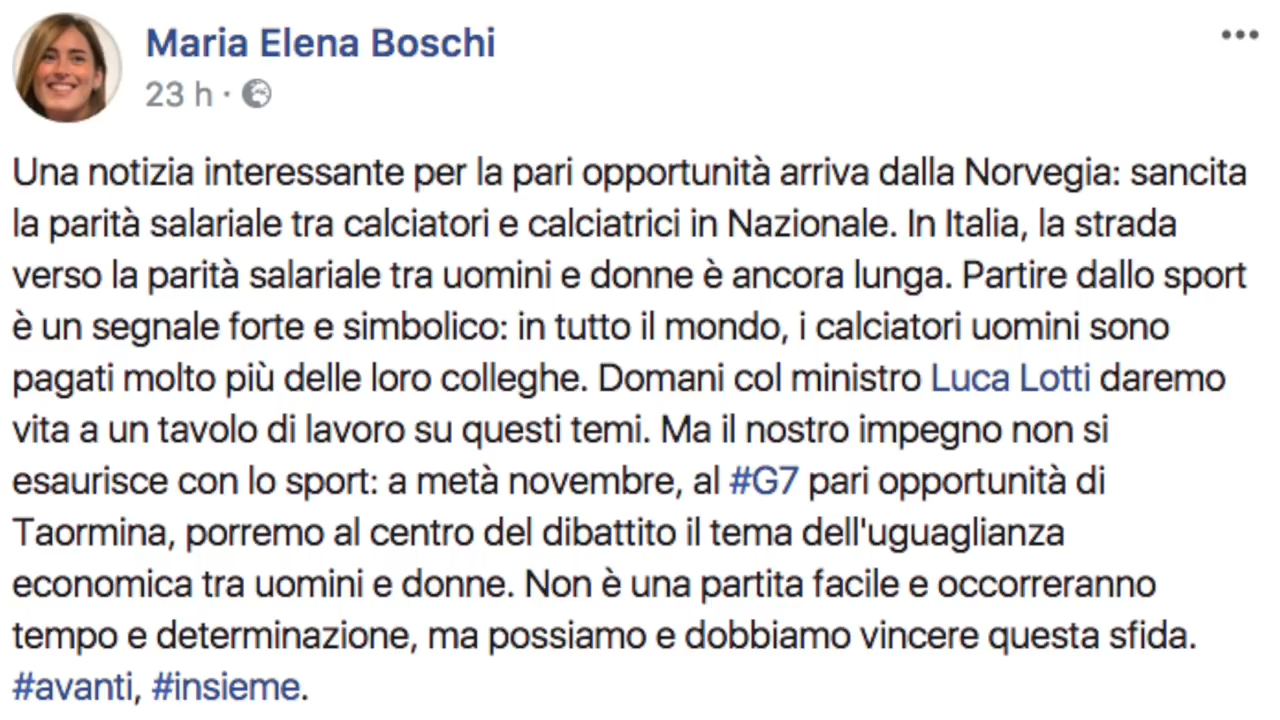 Maria Elena Boschi
23 h ·
Una notizia interessante per la pari opportunità arriva dalla Norvegia: sancita
la parità salariale tra calciatori e calciatrici in Nazionale. In Italia, la strada
verso la parità salariale tra uomini e donne è ancora lunga. Partire dallo sport
è un segnale forte e simbolico: in tutto il mondo, i calciatori uomini sono
pagati molto più delle loro colleghe. Domani col ministro Luca Lotti daremo
vita a un tavolo di lavoro su questi temi. Ma il nostro impegno non si
esaurisce con lo sport: a metà novembre, al #G7 pari opportunità di
Taormina, porremo al centro del dibattito il tema dell'uguaglianza
economica tra uomini e donne. Non è una partita facile e occorreranno
tempo e determinazione, ma possiamo e dobbiamo vincere questa sfida.
#avanti, #insieme.